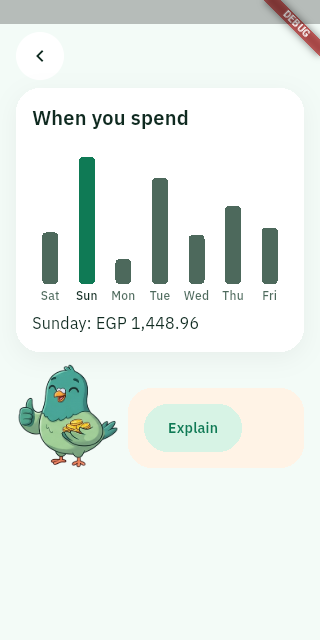 DEBUG
When you spend
Sat Sun Mon Tue Wed Thu Fri
Sunday: EGP 1,448.96
Explain